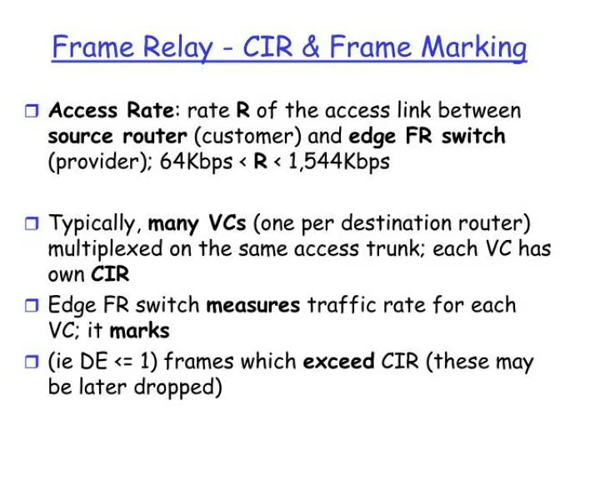 Frame Relay - CIR & Frame Marking
Access Rate: rate R of the access link between
source router (customer) and edge FR switch
(provider); 64Kbps < R < 1,544Kbps
Typically, many VCs (one per destination router)
multiplexed on the same access trunk; each VC has
own CIR
Edge FR switch measures traffic rate for each
VC; it marks
(ie DE <= 1) frames which exceed CIR (these may
be later dropped)